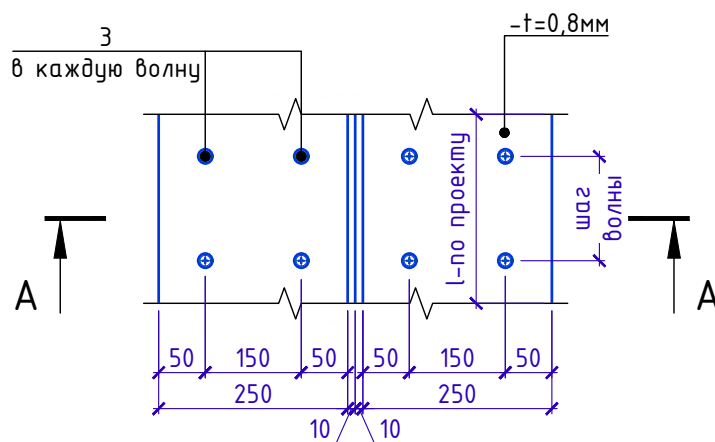 3
в каждую волну
-t=0,8мм
l-по проекту
шаг
волны
А
А
50
150
50
50
150
50
250
250
10
10